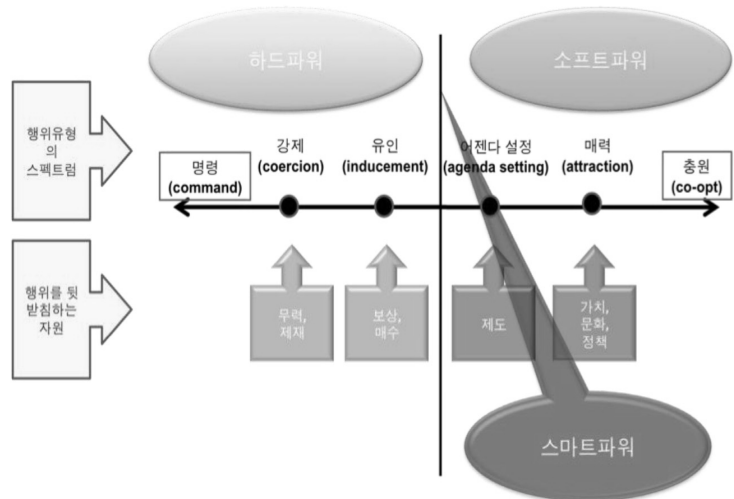 하드파워
소프트파워
행위유형
의
스펙트럼
명령
(command)
강제
(coercion)
유인
(inducement)
어젠다 설정
(agenda setting)
매력
(attraction)
충원
(co-opt)
행위를 뒷
받침하는
자원
무력,
제재
보상,
매수
제도
가치,
문화,
정책
스마트파워